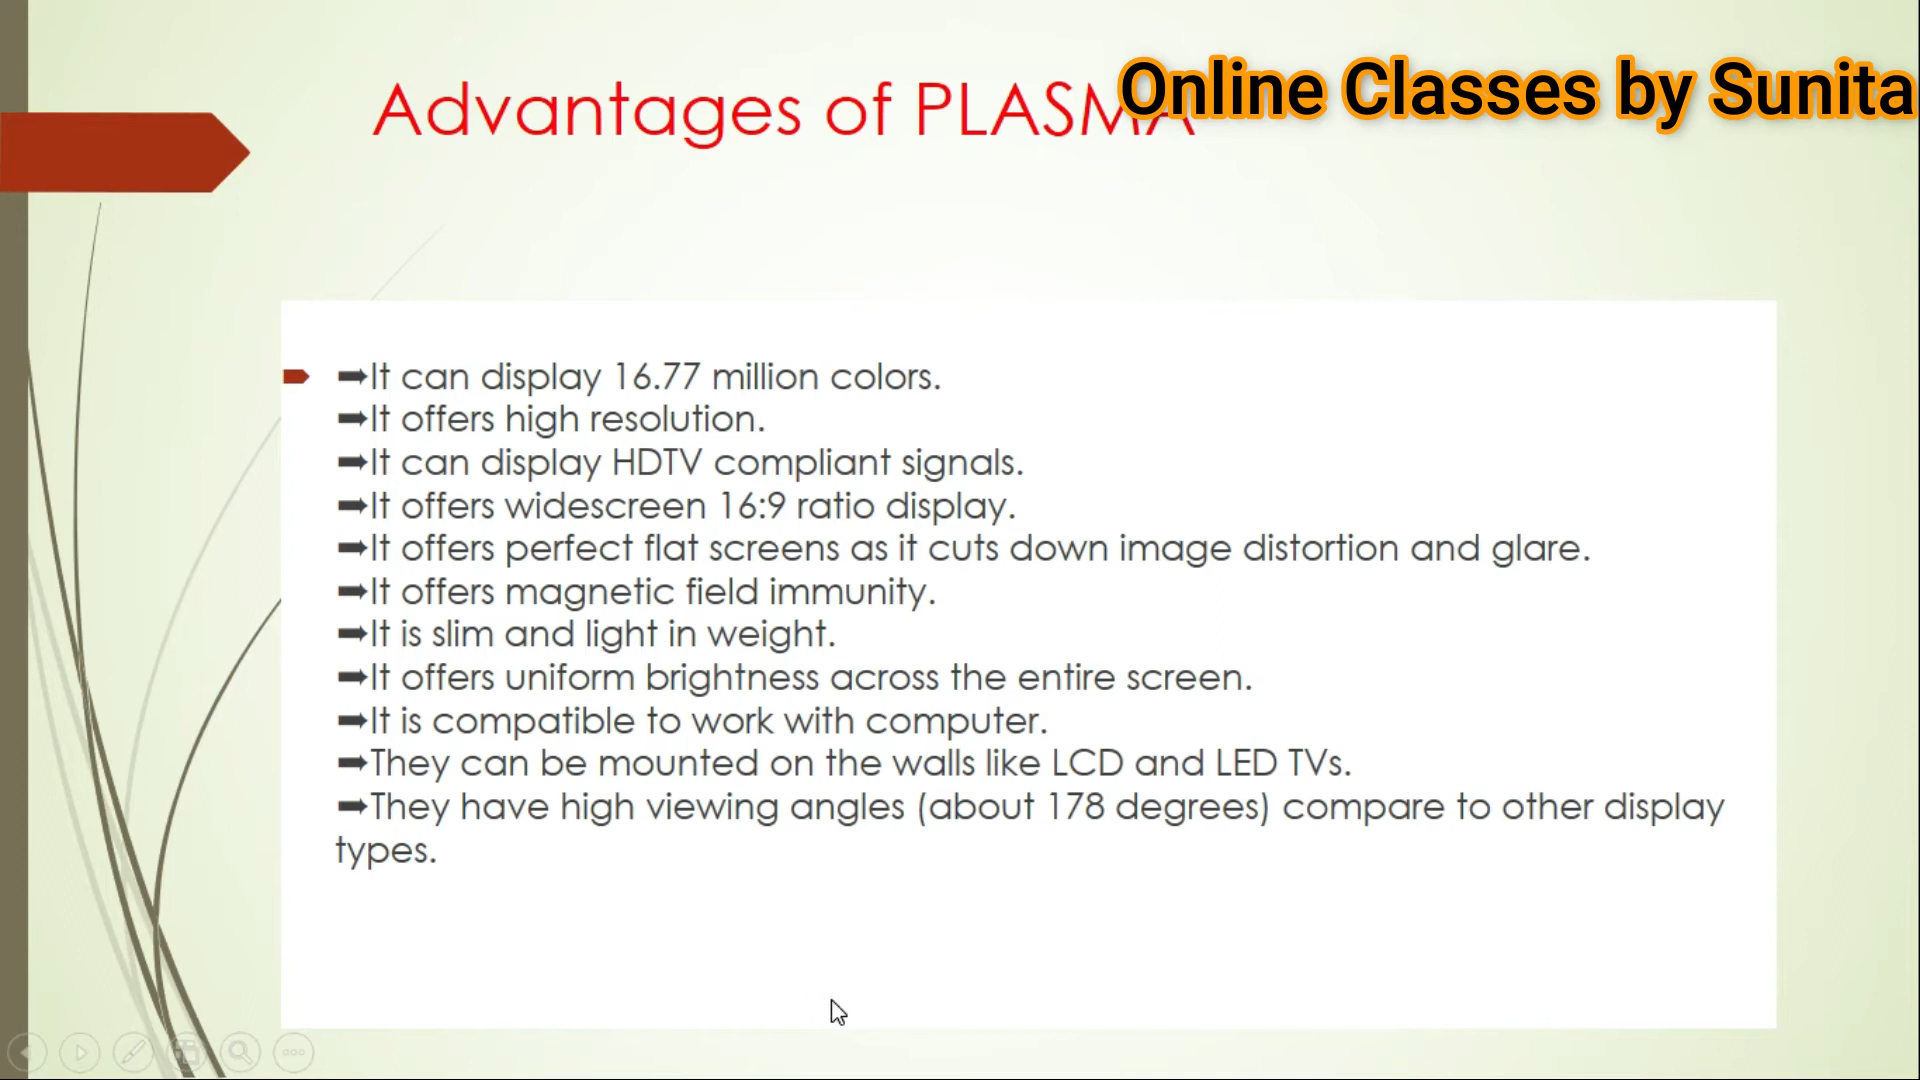 Advantages of PLASMA
Online Classes by Sunita
➡It can display 16.77 million colors.
➡It offers high resolution.
➡It can display HDTV compliant signals.
➡It offers widescreen 16:9 ratio display.
➡It offers perfect flat screens as it cuts down image distortion and glare.
➡It offers magnetic field immunity.
➡It is slim and light in weight.
➡It offers uniform brightness across the entire screen.
➡It is compatible to work with computer.
➡They can be mounted on the walls like LCD and LED TVs.
➡They have high viewing angles (about 178 degrees) compare to other display
types.